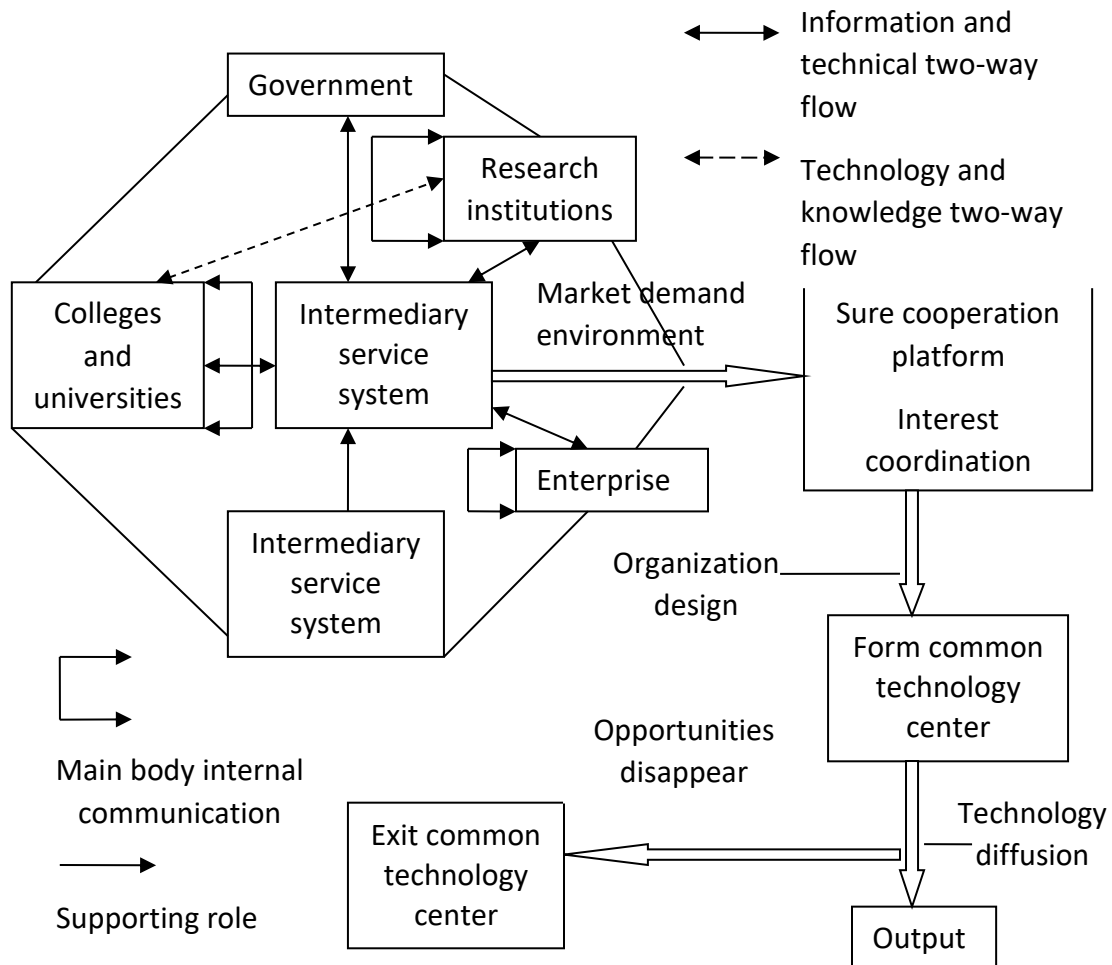 Information and
technical two-way
flow
Government
Research
institutions
Technology and
knowledge two-way
flow
Colleges
and
universities
Intermediary
service
system
Market demand
environment
Sure cooperation
platform
Interest
coordination
Enterprise
Intermediary
service
system
Organization
design
Form common
technology
center
Opportunities
disappear
Main body internal
communication
Exit common
technology
center
Technology
diffusion
Supporting role
Output